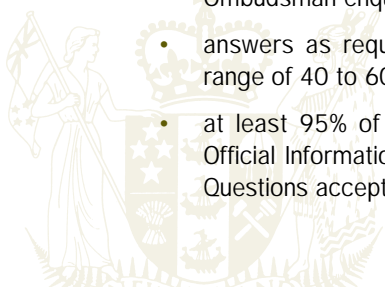 Ombudsman enqu
• answers as requ
range of 40 to 60
• at least 95% of
Official Informatio
Questions accept